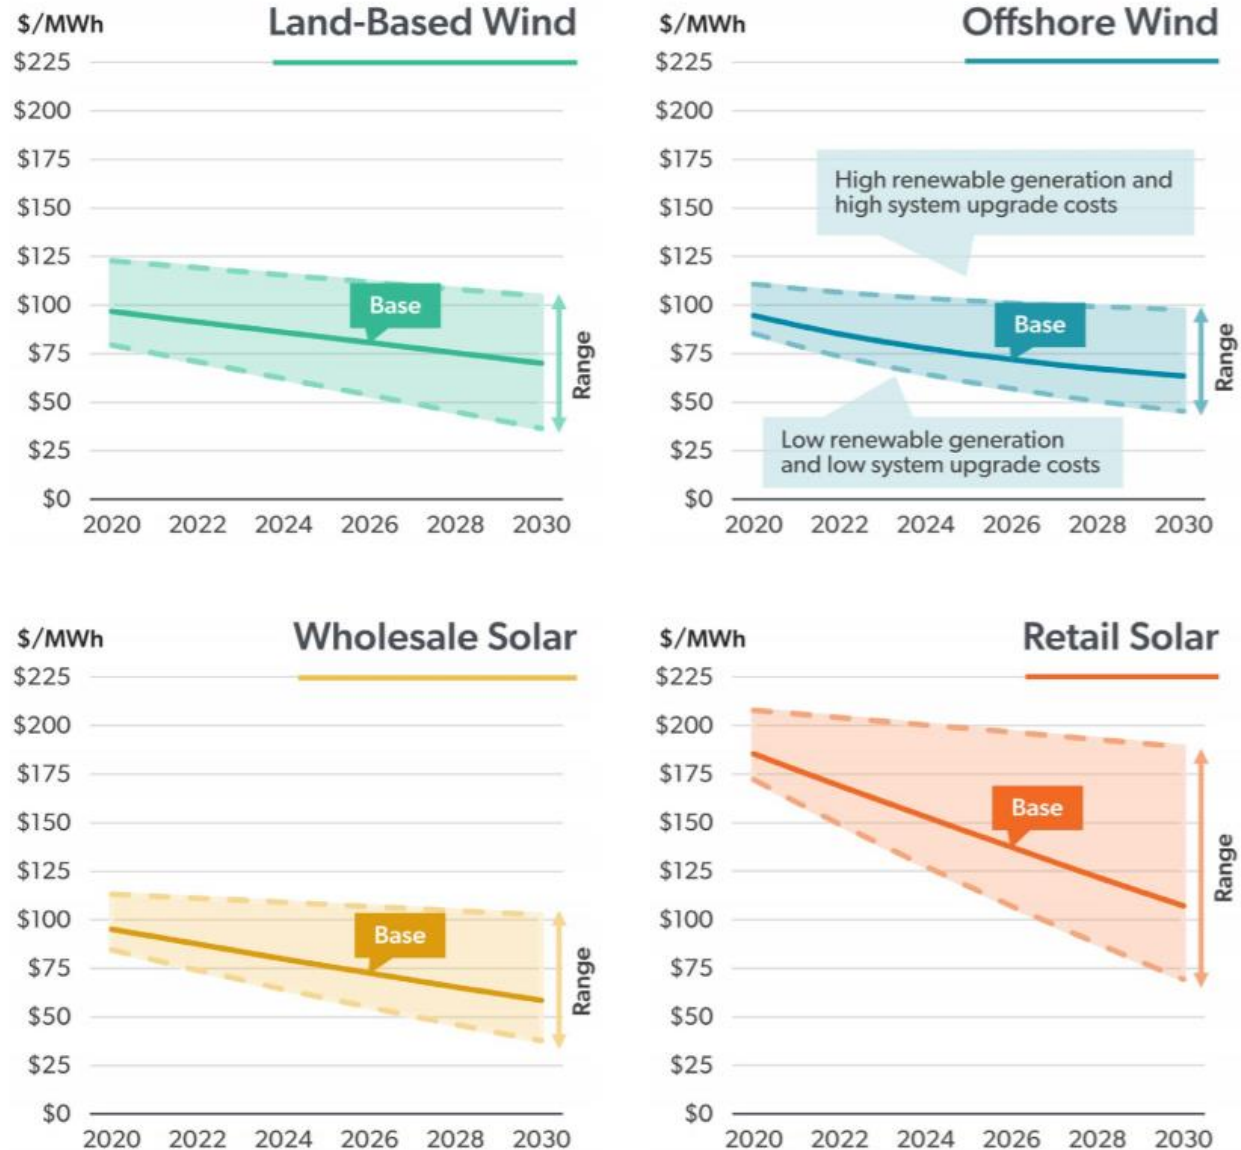 $/MWh
Land-Based Wind
$225
$200
$175
$150
$125
$100
$75
$50
$25
$0
Base
Range
2020 2022 2024 2026 2028 2030
$/MWh
Offshore Wind
$225
$200
$175
$150
$125
$100
$75
$50
$25
$0
High renewable generation and
high system upgrade costs
Base
Low renewable generation
and low system upgrade costs
Range
2020 2022 2024 2026 2028 2030
$/MWh
Wholesale Solar
$225
$200
$175
$150
$125
$100
$75
$50
$25
$0
Base
Range
2020 2022 2024 2026 2028 2030
$/MWh
Retail Solar
$225
$200
$175
$150
$125
$100
$75
$50
$25
$0
Base
Range
2020 2022 2024 2026 2028 2030